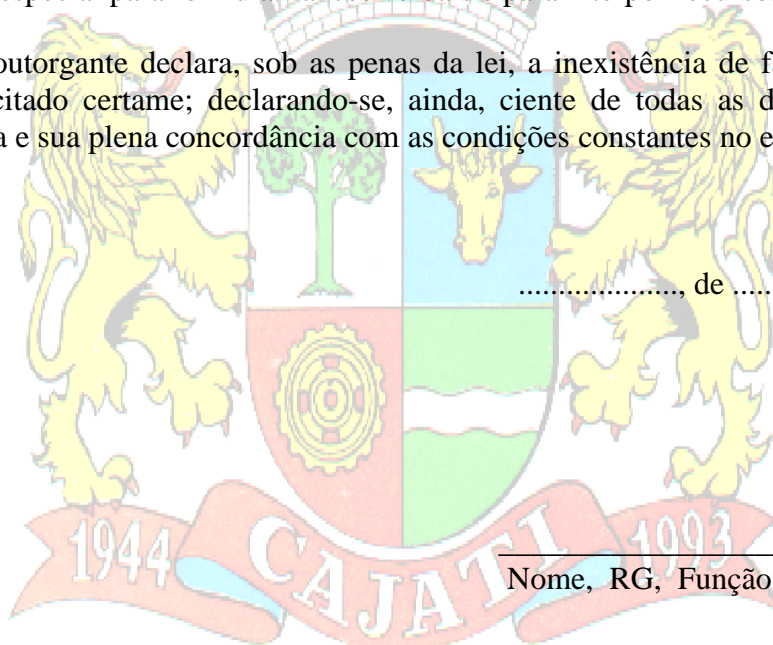 outorgante declara, sob as penas da lei, a inexistência de
citado certame; declarando-se, ainda, ciente de todas as
e sua plena concordância com as condições constantes no
...................., de ......
1944 CAJATI 1093
Nome, RG, Função